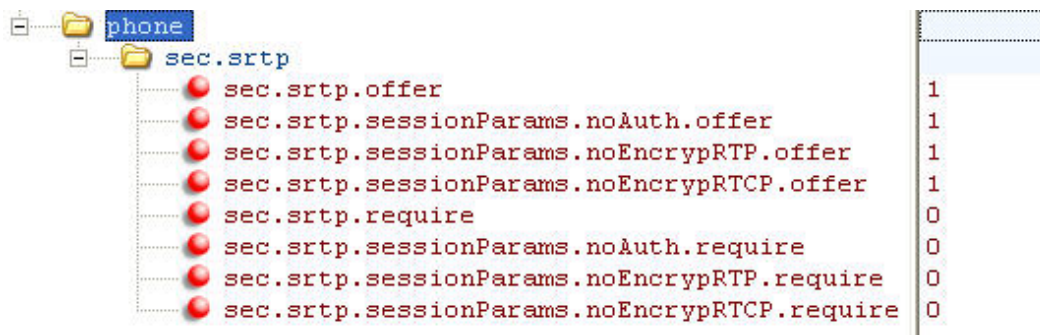 phone
sec.srtp
sec.srtp.offer 1
sec.srtp.sessionParams.noAuth.offer 1
sec.srtp.sessionParams.noEncrypRTP.offer 1
sec.srtp.sessionParams.noEncrypRTCP.offer 1
sec.srtp.require 0
sec.srtp.sessionParams.noAuth.require 0
sec.srtp.sessionParams.noEncrypRTP.require 0
sec.srtp.sessionParams.noEncrypRTCP.require 0